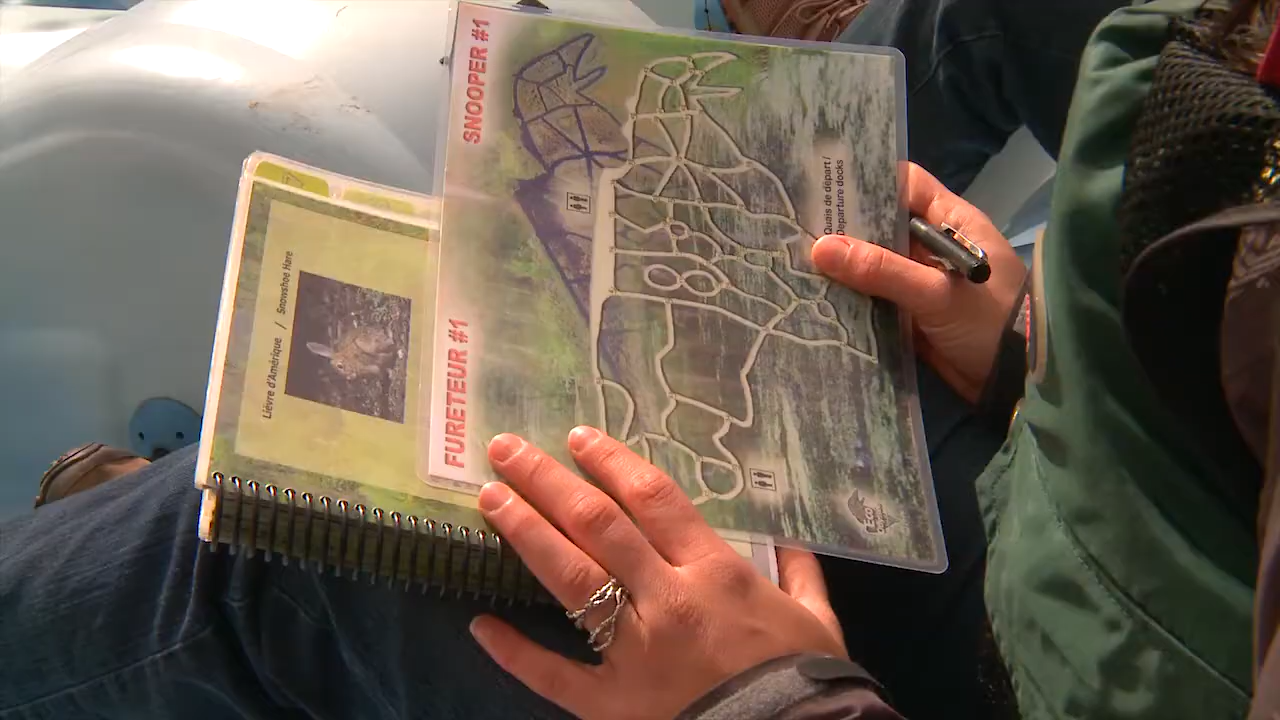 SNOOPER #1
FURETEUR #1
Quais de départ /
Departure docks
Lièvre d'Amérique / Snowshoe Hare